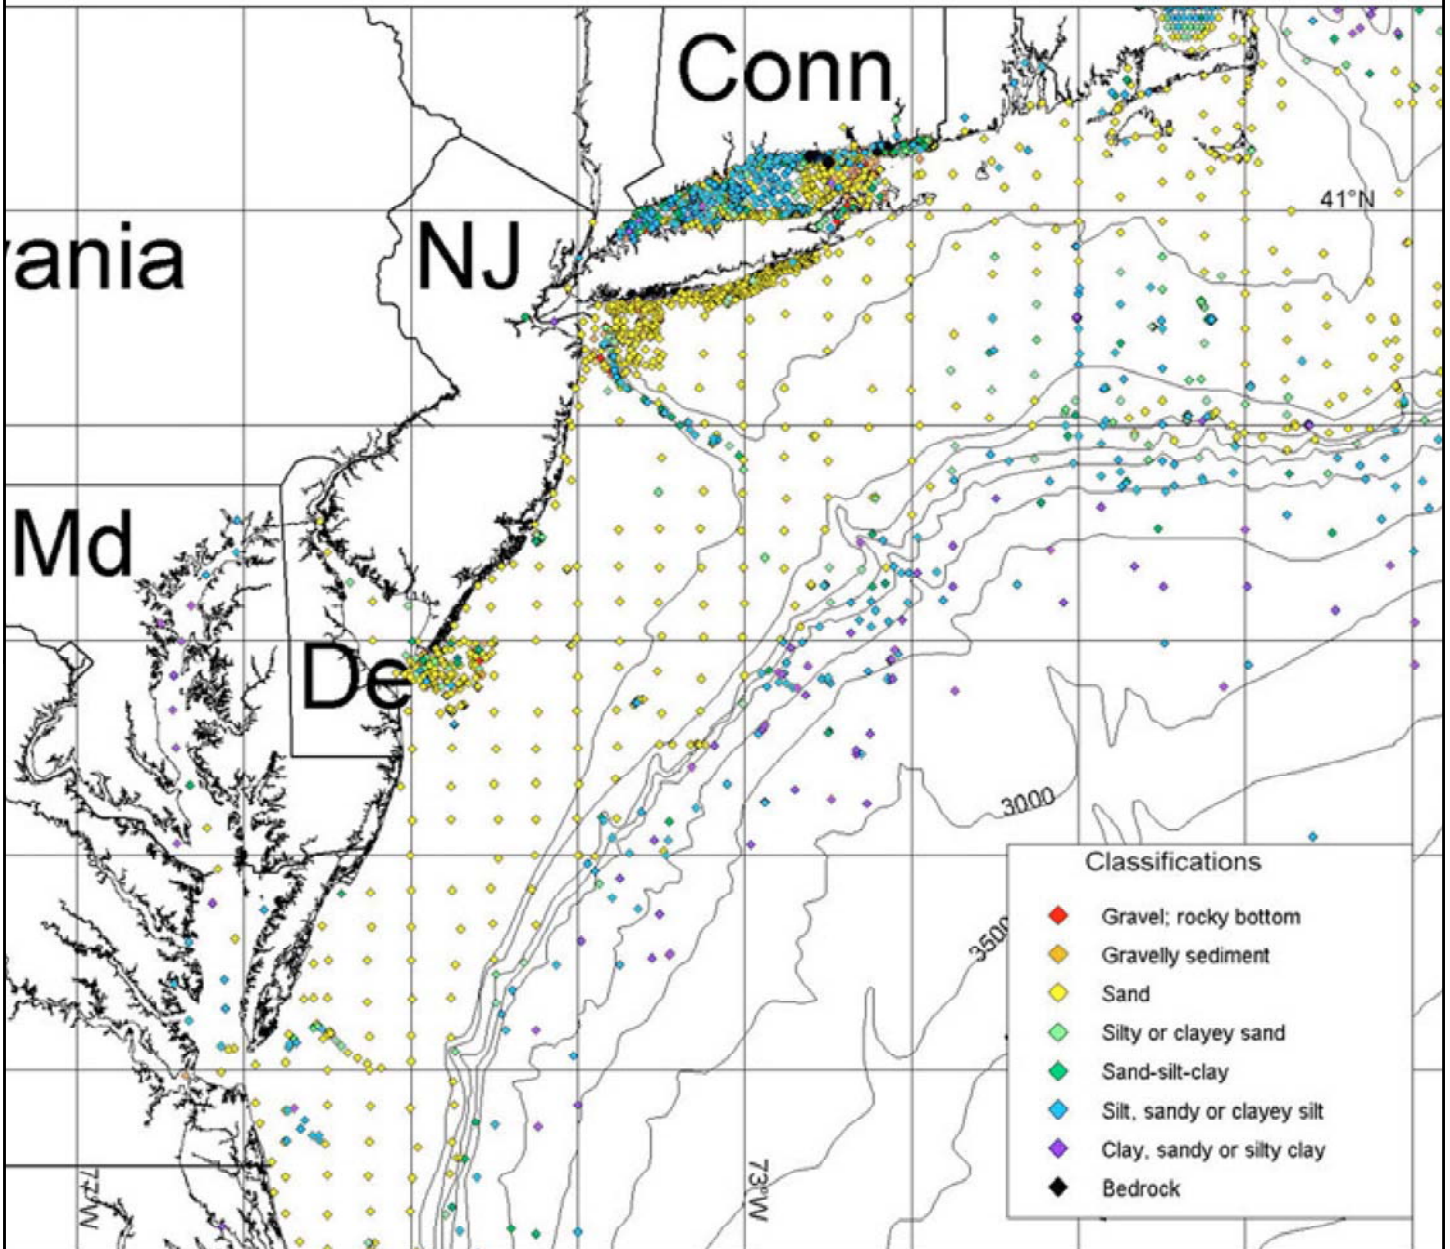 Conn
41°N
vania
NJ
Md
De
3000
3500
77°W
73°W
Classifications
Gravel; rocky bottom
Gravelly sediment
Sand
Silty or clayey sand
Sand-silt-clay
Silt, sandy or clayey silt
Clay, sandy or silty clay
Bedrock